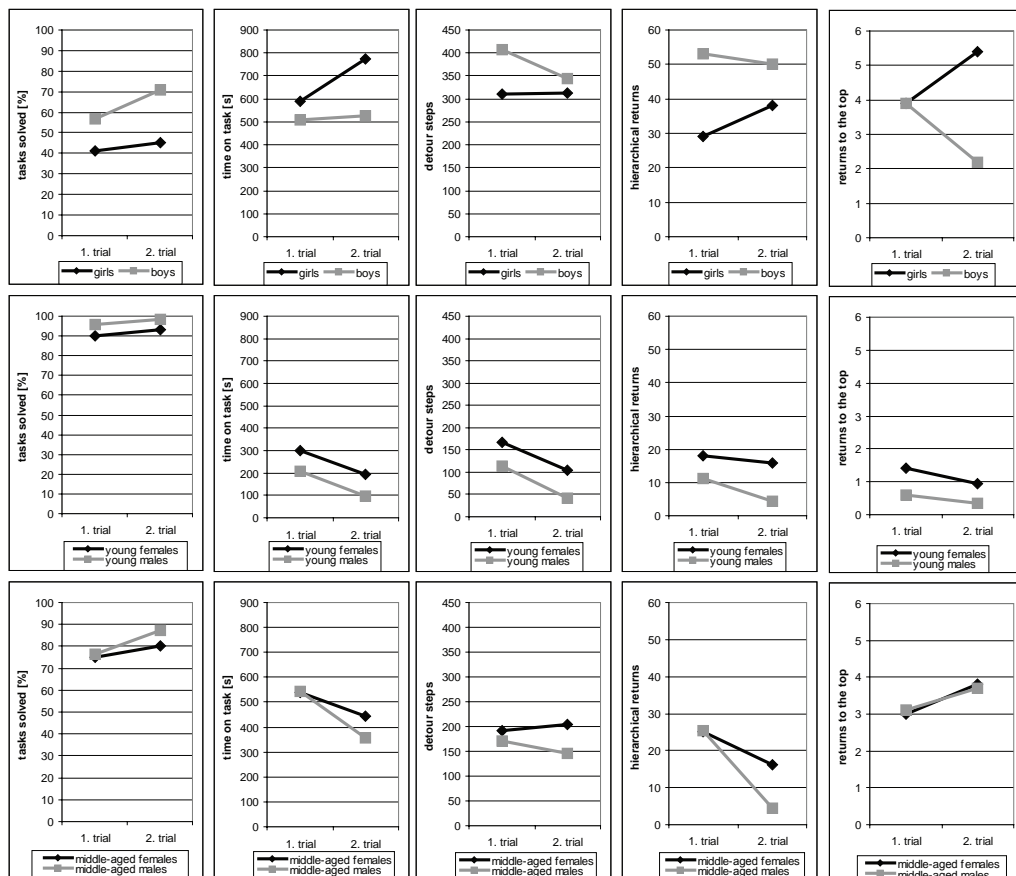 tasks solved [%]
100
90
80
70
60
50
40
30
20
10
0
1. trial 2. trial
girls boys
time on task [s]
900
800
700
600
500
400
300
200
100
0
1. trial 2. trial
girls boys
detour steps
450
400
350
300
250
200
150
100
50
0
1. trial 2. trial
girls boys
hierarchical returns
60
50
40
30
20
10
0
1. trial 2. trial
girls boys
returns to the top
6
5
4
3
2
1
0
1. trial 2. trial
girls boys
tasks solved [%]
100
90
80
70
60
50
40
30
20
10
0
1. trial 2. trial
young females
young males
time on task [s]
900
800
700
600
500
400
300
200
100
0
1. trial 2. trial
young females
young males
detour steps
450
400
350
300
250
200
150
100
50
0
1. trial 2. trial
young females
young males
hierarchical returns
60
50
40
30
20
10
0
1. trial 2. trial
young females
young males
returns to the top
6
5
4
3
2
1
0
1. trial 2. trial
young females
young males
tasks solved [%]
100
90
80
70
60
50
40
30
20
10
0
1. trial 2. trial
middle-aged females
middle-aged males
time on task [s]
900
800
700
600
500
400
300
200
100
0
1. trial 2. trial
middle-aged females
middle-aged males
detour steps
450
400
350
300
250
200
150
100
50
0
1. trial 2. trial
middle-aged females
middle-aged males
hierarchical returns
60
50
40
30
20
10
0
1. trial 2. trial
middle-aged females
middle-aged males
returns to the top
6
5
4
3
2
1
0
1. trial 2. trial
middle-aged females
middle-aged males